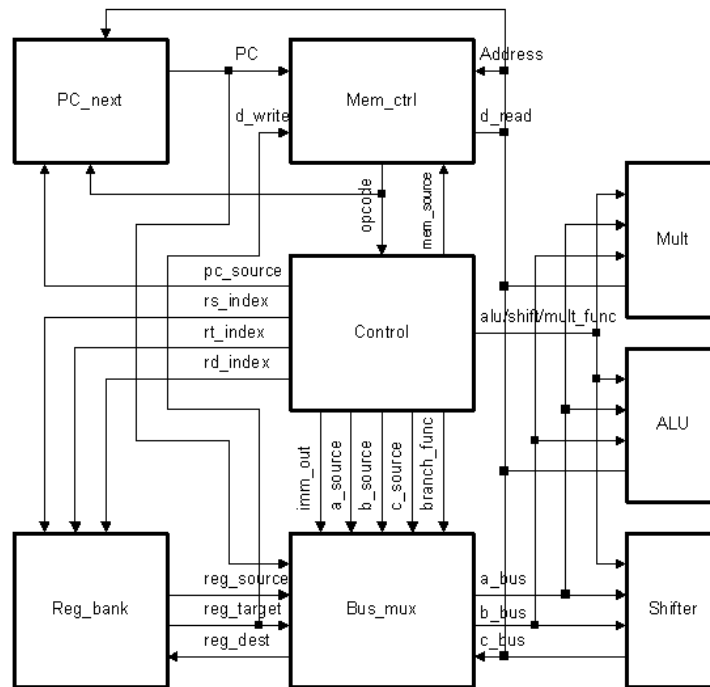 PC
Address
PC_next
Mem_ctrl
d_write
d_read
opcode
mem_source
Mult
pc_source
rs_index
rt_index
rd_index
Control
alu/shift/mult_func
ALU
imm_out
a_source
b_source
c_source
branch_func
reg_source
reg_target
reg_dest
Reg_bank
Bus_mux
a_bus
b_bus
c_bus
Shifter